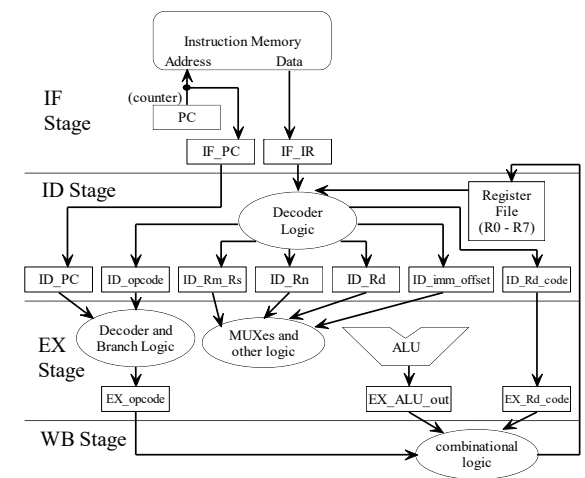 Instruction Memory
Address Data
IF
Stage
(counter)
PC
IF_PC IF_IR
ID Stage
Decoder
Logic
Register
File
(R0 - R7)
ID_PC ID_opcode ID_Rm_Rs ID_Rn ID_Rd ID_imm_offset ID_Rd_code
EX
Stage
Decoder and
Branch Logic
MUXes and
other logic
ALU
EX_opcode EX_ALU_out EX_Rd_code
WB Stage
combinational
logic